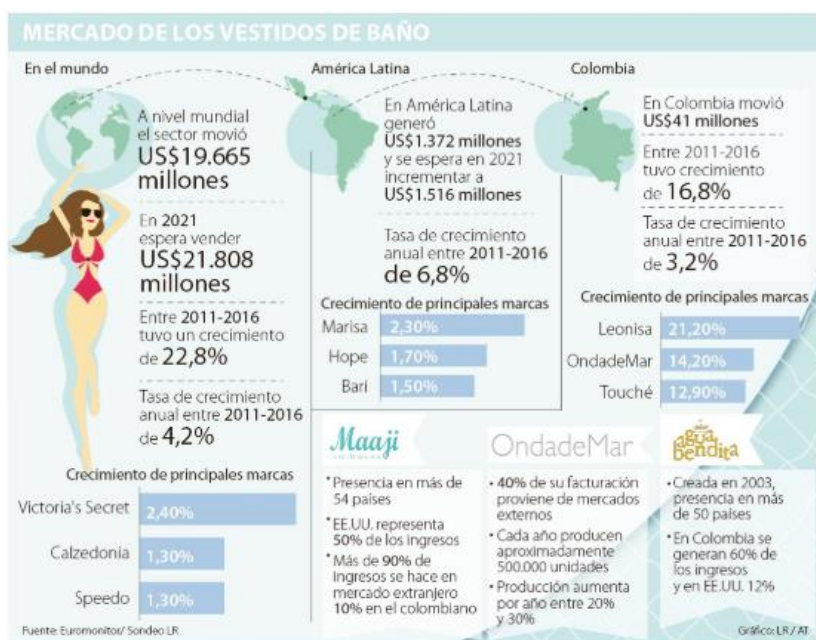 MERCADO DE LOS VESTIDOS DE BAÑO
En el mundo
A nivel mundial
el sector movió
US$19.665
millones
En 2021
espera vender
US$21.808
millones
Entre 2011-2016
tuvo un crecimiento
de 22,8%
Tasa de crecimiento
anual entre 2011-2016
de 4,2%
Crecimiento de principales marcas
Victoria's Secret 2,40%
Calzedonia 1,30%
Speedo 1,30%
América Latina
En América Latina
generó
US$1.372 millones
y se espera en 2021
incrementar a
US$1.516 millones
Tasa de crecimiento
anual entre 2011-2016
de 6,8%
Crecimiento de principales marcas
Marisa 2,30%
Hope 1,70%
Bari 1,50%
Colombia
En Colombia movió
US$41 millones
Entre 2011-2016
tuvo crecimiento
de 16,8%
Tasa de crecimiento
anual entre 2011-2016
de 3,2%
Crecimiento de principales marcas
Leonisa 21,20%
OndadeMar 14,20%
Touché 12,90%
Maaji
*Presencia en más de
54 países
*EE.UU. representa
50% de los ingresos
*Más de 90% de
ingresos se hace en
mercado extranjero
10% en el colombiano
OndadeMar
• 40% de su facturación
proviene de mercados
externos
• Cada año producen
aproximadamente
500.000 unidades
• Producción aumenta
por año entre 20%
y 30%
agua
bendita
•Creada en 2003,
presencia en más
de 50 países
•En Colombia se
generan 60% de
los ingresos
y en EE.UU. 12%
Fuente: Euromonitor/ Sondeo LR
Gráfico: LR / AT